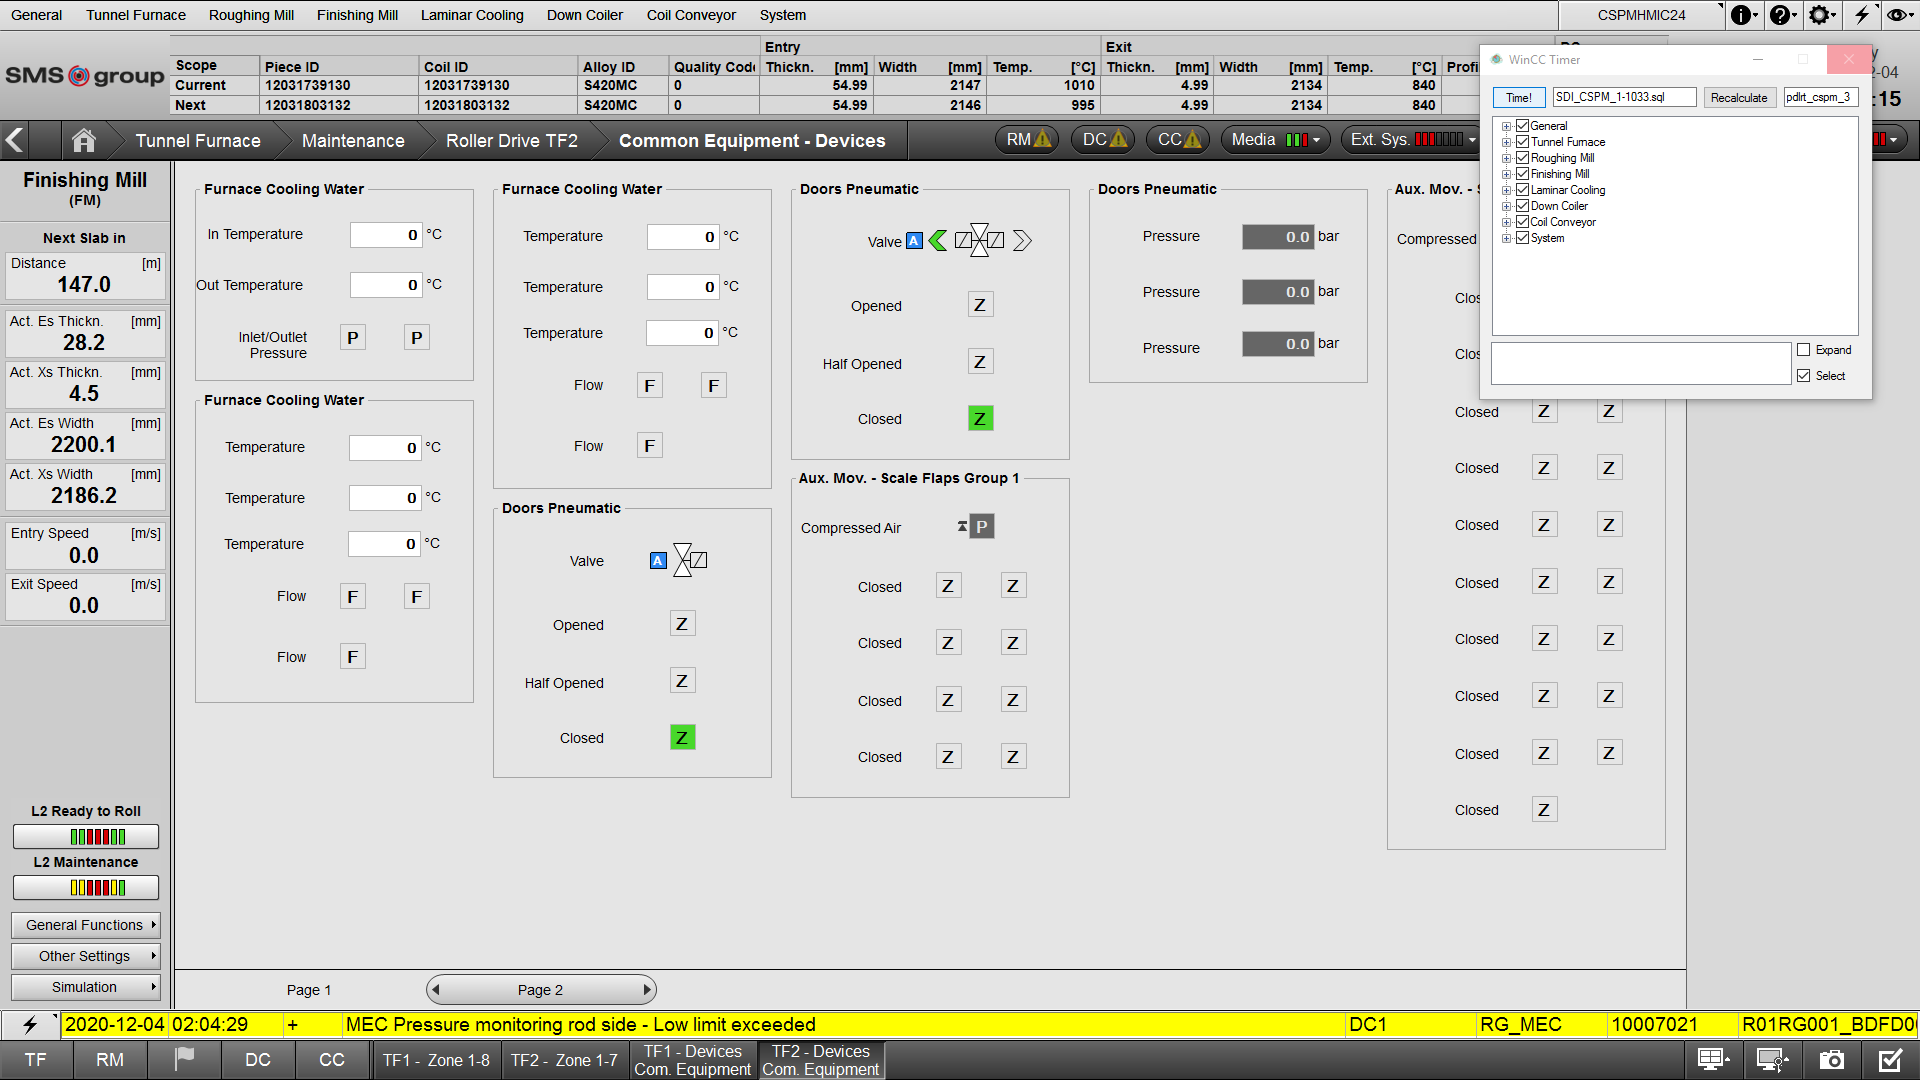 General Tunnel Furnace Roughing Mill Finishing Mill Laminar Cooling Down Coiler Coil Conveyor System CSPMHMIC24
SMS group
Entry Exit
Scope Piece ID Coil ID Alloy ID Quality Code Thickn. [mm] Width [mm] Temp. [°C] Thickn. [mm] Width [mm] Temp. [°C]
Current 12031739130 12031739130 S420MC 0 54.99 2147 1010 4.99 2134 840
Next 12031803132 12031803132 S420MC 0 54.99 2146 995 4.99 2134 840
-04
:15
Tunnel Furnace Maintenance Roller Drive TF2 Common Equipment - Devices RM DC CC Media Ext. Sys.
WinCC Timer
Time! SDI_CSPM_1-1033.sql Recalculate pdlrt_cspm_3
General
Tunnel Furnace
Roughing Mill
Finishing Mill
Laminar Cooling
Down Coiler
Coil Conveyor
System
Expand
Select
Finishing Mill
(FM)
Next Slab in
Distance [m]
147.0
Act. Es Thickn. [mm]
28.2
Act. Xs Thickn. [mm]
4.5
Act. Es Width [mm]
2200.1
Act. Xs Width [mm]
2186.2
Entry Speed [m/s]
0.0
Exit Speed [m/s]
0.0
L2 Ready to Roll
L2 Maintenance
General Functions
Other Settings
Simulation
Furnace Cooling Water
In Temperature 0 °C
Out Temperature 0 °C
Inlet/Outlet
Pressure P P
Furnace Cooling Water
Temperature 0 °C
Temperature 0 °C
Temperature 0 °C
Flow F F
Flow F
Furnace Cooling Water
Temperature 0 °C
Temperature 0 °C
Temperature 0 °C
Flow F F
Flow F
Doors Pneumatic
Valve A
Opened Z
Half Opened Z
Closed Z
Doors Pneumatic
Valve A
Opened Z
Half Opened Z
Closed Z
Aux. Mov. - Scale Flaps Group 1
Compressed Air P
Closed Z Z
Closed Z Z
Closed Z Z
Closed Z Z
Doors Pneumatic
Pressure 0.0 bar
Pressure 0.0 bar
Pressure 0.0 bar
Aux. Mov. -
Compressed
Clos
Clos
Closed Z Z
Closed Z Z
Closed Z Z
Closed Z Z
Closed Z Z
Closed Z Z
Closed Z Z
Closed Z
Page 1 Page 2
2020-12-04 02:04:29 + MEC Pressure monitoring rod side - Low limit exceeded DC1 RG_MEC 10007021
TF RM DC CC TF1 - Zone 1-8 TF2 - Zone 1-7 TF1 - Devices
Com. Equipment TF2 - Devices
Com. Equipment